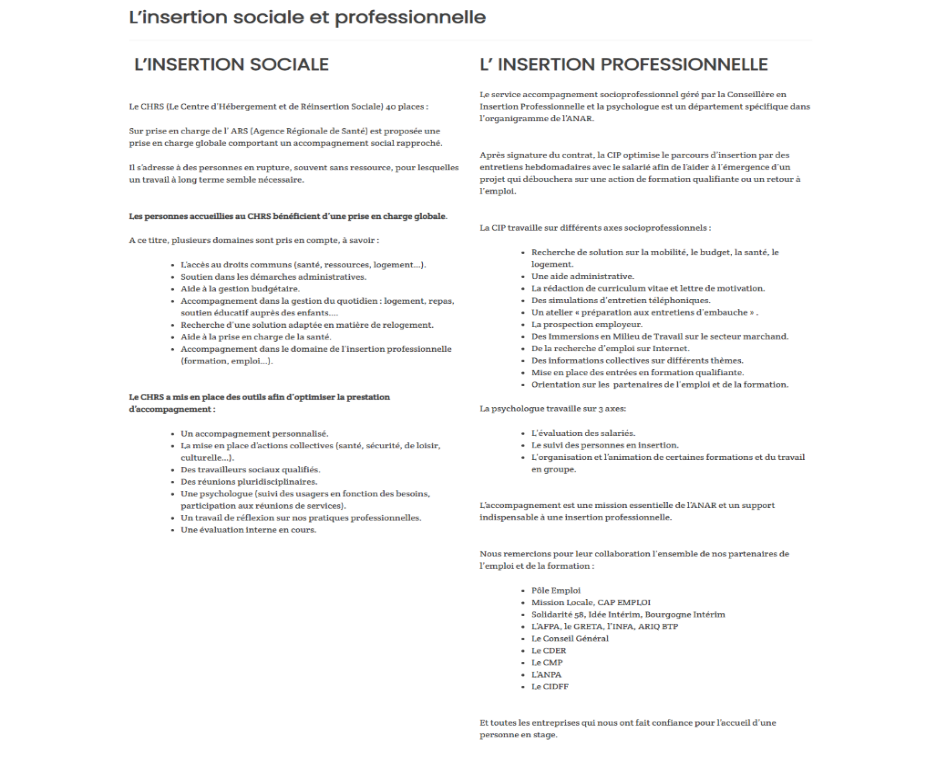 L'insertion sociale et professionnelle
L'INSERTION SOCIALE
Le CHRS (Le Centre d'Hébergement et de Réinsertion Sociale) 40 places :
Sur prise en charge de l' ARS (Agence Régionale de Santé) est proposée une
prise en charge globale comportant un accompagnement social rapproché.
Il s'adresse à des personnes en rupture, souvent sans ressource, pour lesquelles
un travail à long terme semble nécessaire.
Les personnes accueillies au CHRS bénéficient d'une prise en charge globale.
A ce titre, plusieurs domaines sont pris en compte, à savoir :
• L'accès au droits communs (santé, ressources, logement...).
• Soutien dans les démarches administratives.
• Aide à la gestion budgétaire.
• Accompagnement dans la gestion du quotidien : logement, repas,
soutien éducatif auprès des enfants....
• Recherche d'une solution adaptée en matière de relogement.
• Aide à la prise en charge de la santé.
• Accompagnement dans le domaine de l'insertion professionnelle
(formation, emploi...).
Le CHRS a mis en place des outils afin d'optimiser la prestation
d'accompagnement :
• Un accompagnement personnalisé.
• La mise en place d'actions collectives (santé, sécurité, de loisir,
culturelle...).
• Des travailleurs sociaux qualifiés.
• Des réunions pluridisciplinaires.
• Une psychologue (suivi des usagers en fonction des besoins,
participation aux réunions de services).
• Un travail de réflexion sur nos pratiques professionnelles.
• Une évaluation interne en cours.
L' INSERTION PROFESSIONNELLE
Le service accompagnement socioprofessionnel géré par la Conseillère en
Insertion Professionnelle et la psychologue est un département spécifique dans
l'organigramme de l'ANAR.
Après signature du contrat, la CIP optimise le parcours d'insertion par des
entretiens hebdomadaires avec le salarié afin de l'aider à l'émergence d'un
projet qui débouchera sur une action de formation qualifiante ou un retour à
l'emploi.
La CIP travaille sur différents axes socioprofessionnels :
• Recherche de solution sur la mobilité, le budget, la santé, le
logement.
• Une aide administrative.
• La rédaction de curriculum vitae et lettre de motivation.
• Des simulations d'entretien téléphoniques.
• Un atelier « préparation aux entretiens d'embauche » .
• La prospection employeur.
• Des Immersions en Milieu de Travail sur le secteur marchand.
• De la recherche d'emploi sur Internet.
• Des informations collectives sur différents thèmes.
• Mise en place des entrées en formation qualifiante.
• Orientation sur les partenaires de l'emploi et de la formation.
La psychologue travaille sur 3 axes:
• L'évaluation des salariés.
• Le suivi des personnes en insertion.
• L'organisation et l'animation de certaines formations et du travail
en groupe.
L'accompagnement est une mission essentielle de l'ANAR et un support
indispensable à une insertion professionnelle.
Nous remercions pour leur collaboration l'ensemble de nos partenaires de
l'emploi et de la formation :
• Pôle Emploi
• Mission Locale, CAP EMPLOI
• Solidarité 58, Idée Intérim, Bourgogne Intérim
• L'AFPA, le GRETA, l'INFA, ARIQ BTP
• Le Conseil Général
• Le CDER
• Le CMP
• L'ANPA
• Le CIDFF
Et toutes les entreprises qui nous ont fait confiance pour l'accueil d'une
personne en stage.